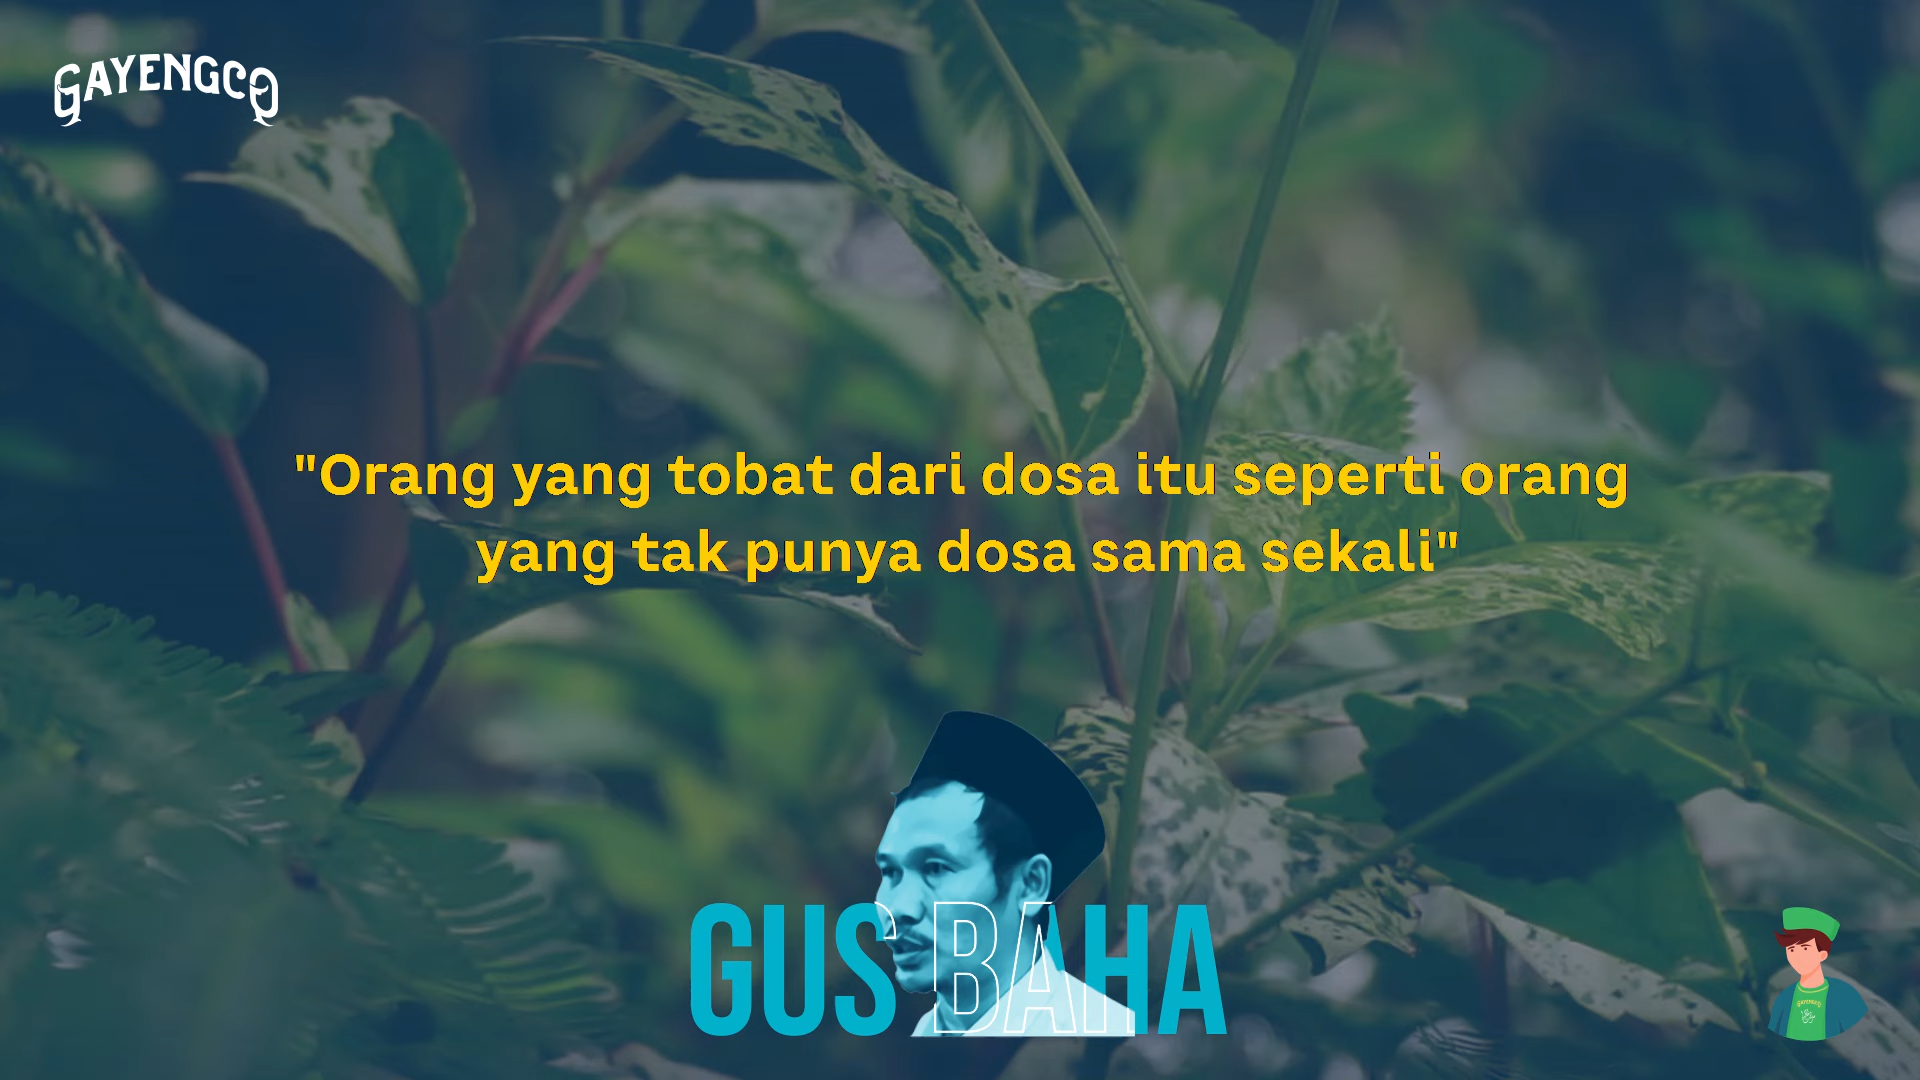 GAYENGCO
"Orang yang tobat dari dosa itu seperti orang
yang tak punya dosa sama sekali"
GUS BAHA